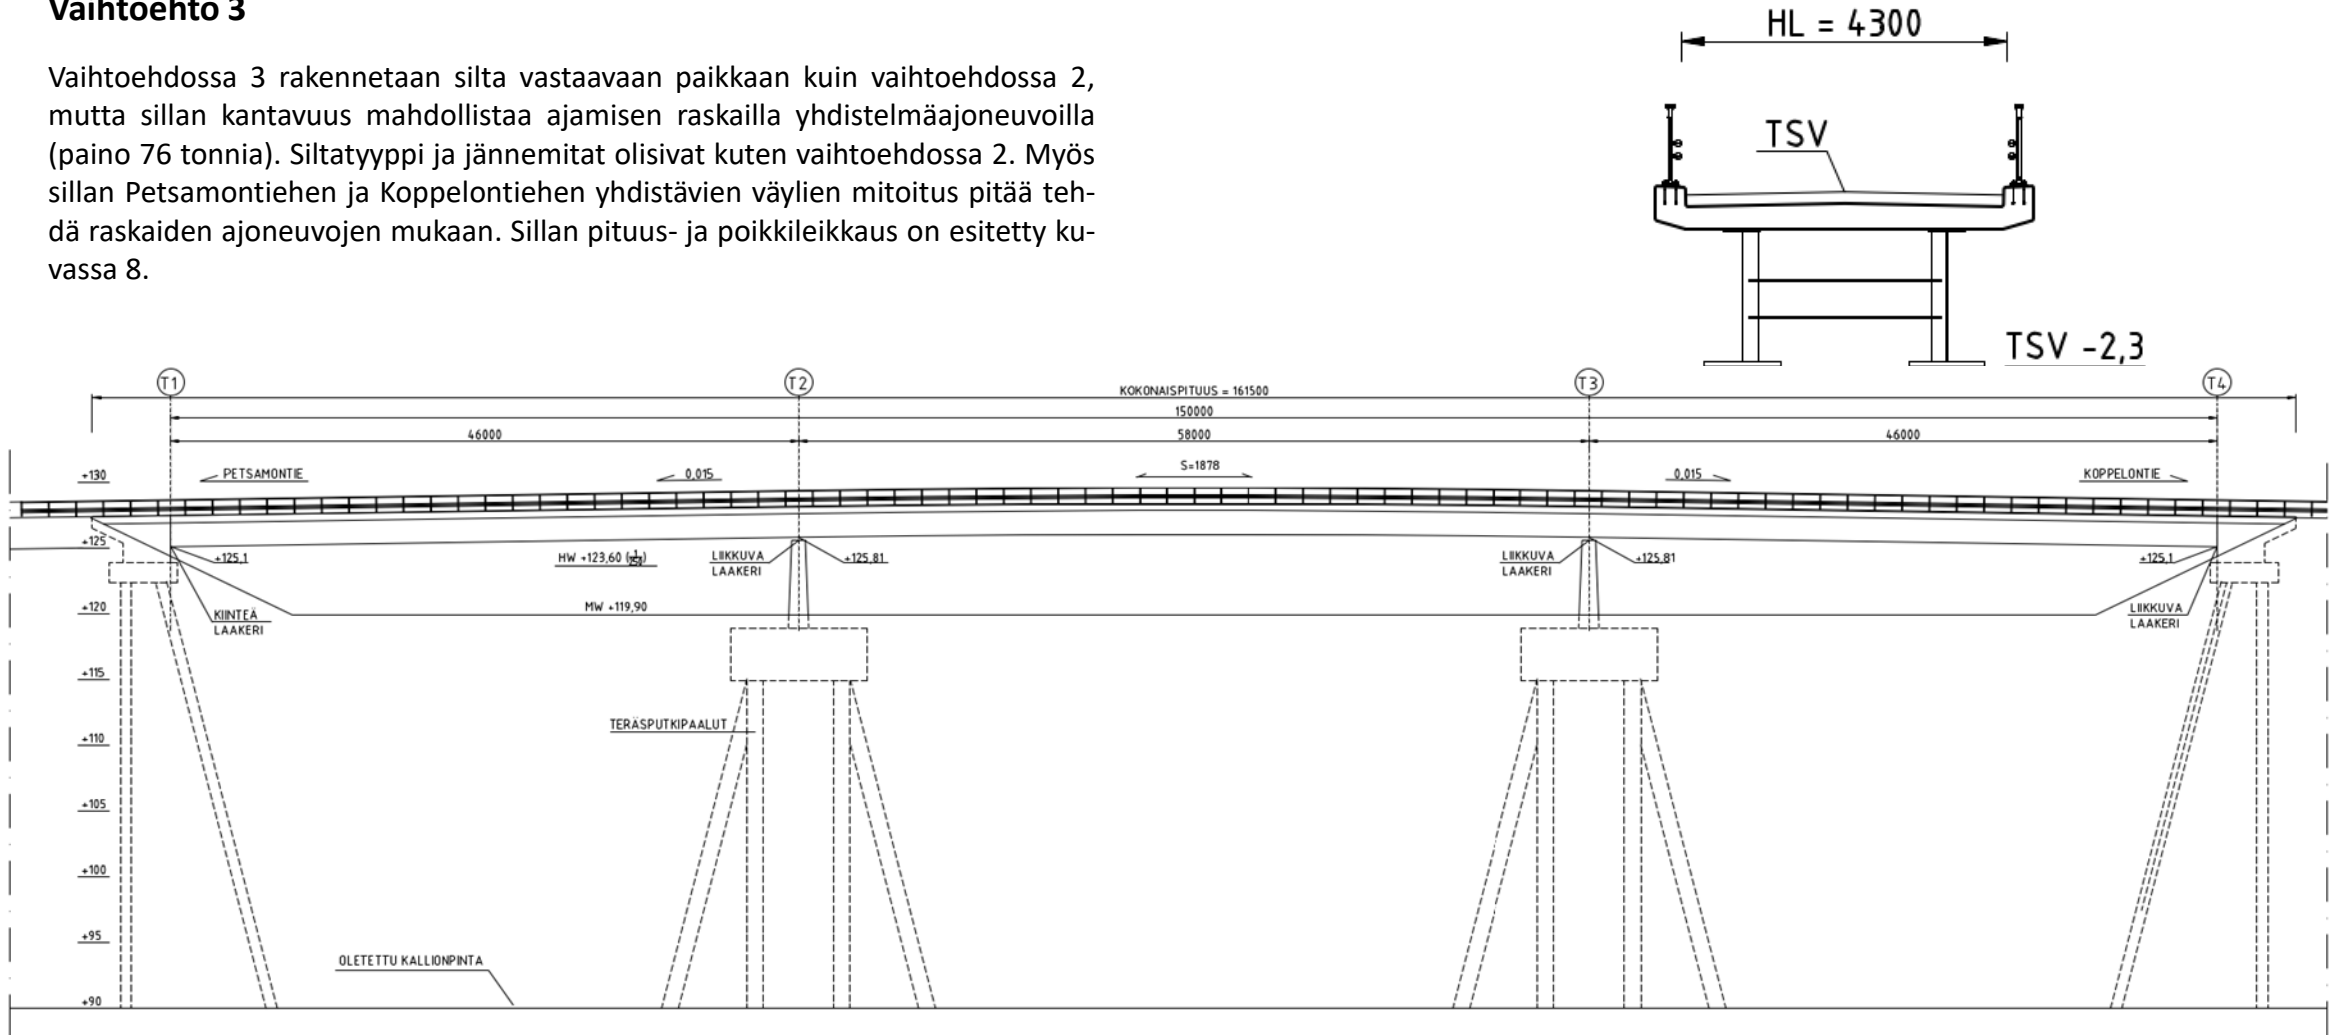 Vaihtoehto 3
Vaihtoehdossa 3 rakennetaan silta vastaavaan paikkaan kuin vaihtoehdossa 2,
mutta sillan kantavuus mahdollistaa ajamisen raskailla yhdistelmäajoneuvoilla
(paino 76 tonnia). Siltatyyppi ja jännemitat olisivat kuten vaihtoehdossa 2. Myös
sillan Petsamontiehen ja Koppelontiehen yhdistävien väylien mitoitus pitää teh-
dä raskaiden ajoneuvojen mukaan. Sillan pituus- ja poikkileikkaus on esitetty ku-
vassa 8.
HL = 4300
TSV
TSV -2,3
T1
T2
T3
T4
KOKONAISPITUUS = 161500
150000
46000
58000
46000
+130
PETSAMONTIE
0,015
S=1878
0,015
KOPPELONTIE
+125
+125,1
HW +123,60
LIIKKUVA
LAAKERI
+125,81
LIIKKUVA
LAAKERI
+125,81
+125,1
+120
KIINTEÄ
LAAKERI
MW +119,90
LIIKKUVA
LAAKERI
+115
TERÄSPUTKIPAALUT
+110
+105
+100
+95
OLETETTU KALLIONPINTA
+90